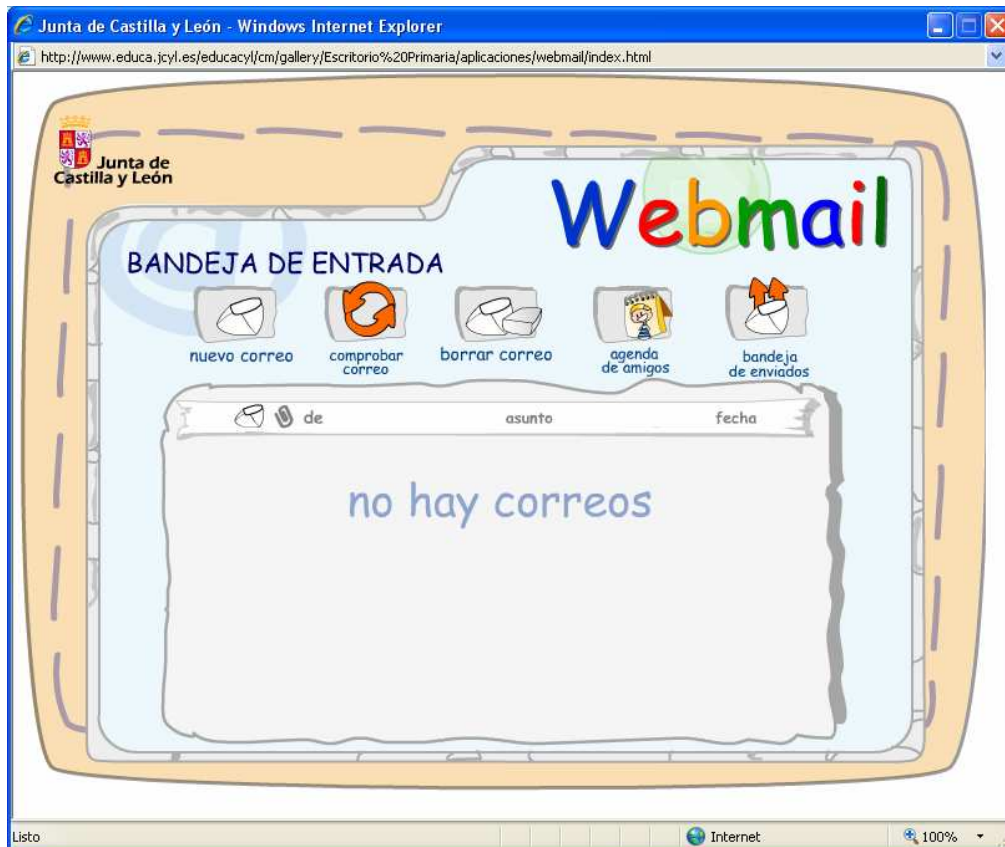 Junta de Castilla y León - Windows Internet Explorer
http://www.educa.jcyl.es/educacyl/cm/gallery/Escritorio%20Primaria/aplicaciones/webmail/index.html
Junta de
Castilla y León
Webmail
BANDEJA DE ENTRADA
nuevo correo
comprobar
correo
borrar correo
agenda
de amigos
bandeja
de enviados
de asunto fecha
no hay correos
Listo Internet 100%